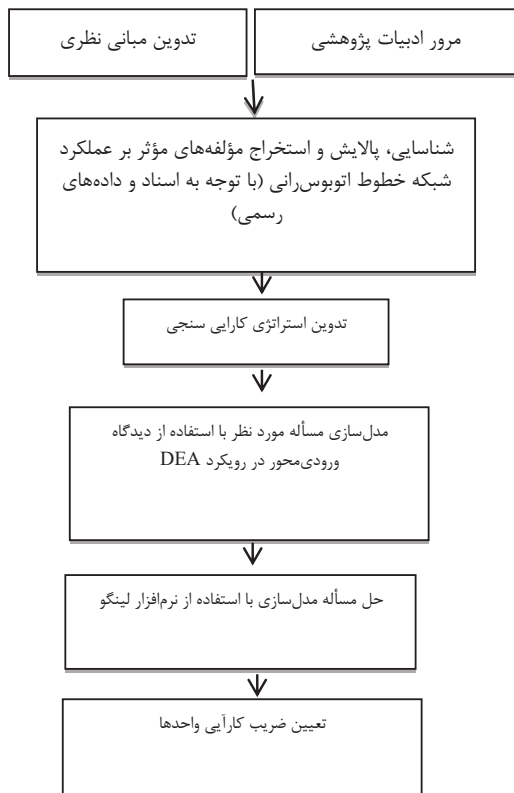 مرور ادبیات پژوهشی
تدوین مبانی نظری
شناسایی، پالایش و استخراج مؤلفه‌های مؤثر بر عملکرد
شبکه خطوط اتوبوس‌رانی (با توجه به اسناد و داده‌های
رسمی)
تدوین استراتژی کارایی سنجی
مدل‌سازی مسأله مورد نظر با استفاده از دیدگاه
ورودی‌محور در رویکرد DEA
حل مسأله مدل‌سازی با استفاده از نرم‌افزار لینگو
تعیین ضریب کارآیی واحدها